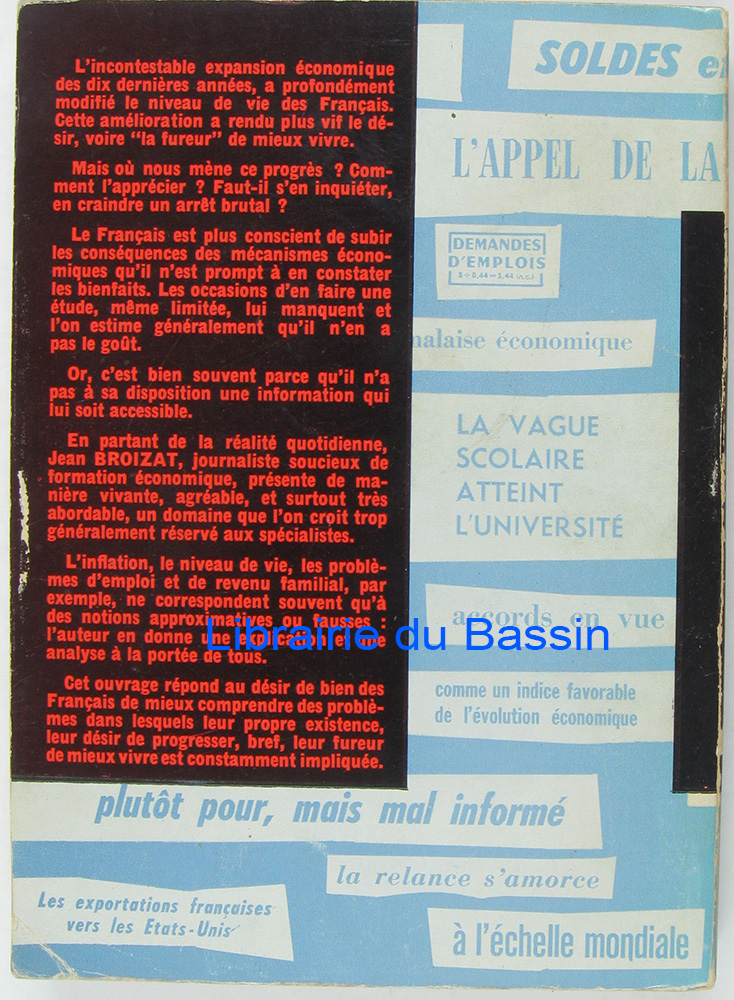 L'incontestable expansion économique
des dix dernières années, a profondément
modifié le niveau de vie des Français.
Cette amélioration a rendu plus vif le dé-
sir, voire "la fureur" de mieux vivre.
Mais où nous mène ce progrès ? Com-
ment l'apprécier ? Faut-il s'en inquiéter,
en craindre un arrêt brutal ?
Le Français est plus conscient de subir
les conséquences des mécanismes écono-
miques qu'il n'est prompt à en constater
les bienfaits. Les occasions d'en faire une
étude, même limitée, lui manquent et
l'on estime généralement qu'il n'en a
pas le goût.
Or, c'est bien souvent parce qu'il n'a
pas à sa disposition une information qui
lui soit accessible.
En partant de la réalité quotidienne,
Jean BROIZAT, journaliste soucieux de
formation économique, présente de ma-
nière vivante, agréable, et surtout très
abordable, un domaine que l'on croit trop
généralement réservé aux spécialistes.
L'inflation, le niveau de vie, les problè-
mes d'emploi et de revenu familial, par
exemple, ne correspondent souvent qu'à
des notions approximatives ou fausses :
l'auteur en donne une explication et une
analyse à la portée de tous.
Cet ouvrage répond au désir de bien des
Français de mieux comprendre des problè-
mes dans lesquels leur propre existence,
leur désir de progresser, bref, leur fureur
de mieux vivre est constamment impliquée.
SOLDES
L'APPEL DE LA
DEMANDES
D'EMPLOIS
5 + 0,44 = 5,44 (n.c.)
malaise économique
LA VAGUE
SCOLAIRE
ATTEINT
L'UNIVERSITÉ
accords en vue
Librairie du Bassin
comme un indice favorable
de l'évolution économique
plutôt pour, mais mal informé
la relance s'amorce
Les exportations françaises
vers les Etats-Unis
à l'échelle mondiale